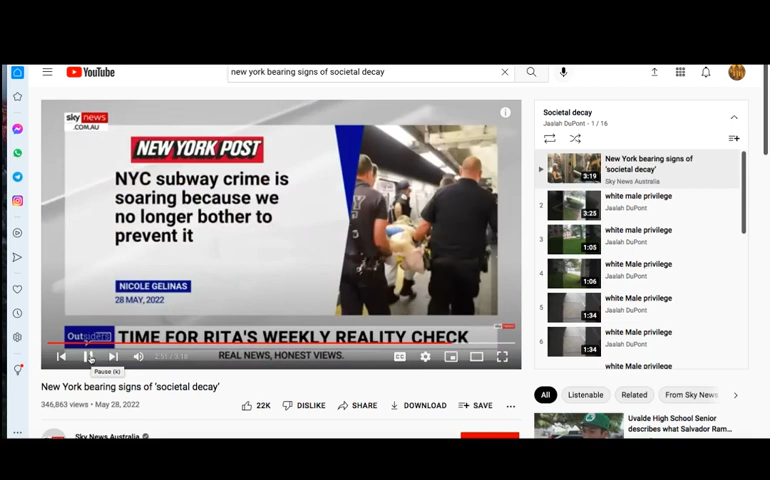 YouTube
new york bearing signs of societal decay
sky news
.COM.AU
NEW YORK POST
NYC subway crime is
soaring because we
no longer bother to
prevent it
NICOLE GELINAS
28 MAY, 2022
Outsiders
TIME FOR RITA'S WEEKLY REALITY CHECK
REAL NEWS, HONEST VIEWS.
CC
Pause (k)
New York bearing signs of 'societal decay'
346,863 views • May 28, 2022
22K
DISLIKE
SHARE
DOWNLOAD
SAVE
Sky News Australia
Societal decay
Jaalah DuPont - 1 / 16
3:19
New York bearing signs of
'societal decay'
Sky News Australia
2
3:25
white male privilege
Jaalah DuPont
3
1:05
white male privilege
Jaalah DuPont
4
1:06
white Male privilege
Jaalah DuPont
5
1:34
white Male privilege
Jaalah DuPont
6
1:34
white Male privilege
Jaalah DuPont
white Male privilege
All
Listenable
Related
From Sky News
Uvalde High School Senior
describes what Salvador Ram...